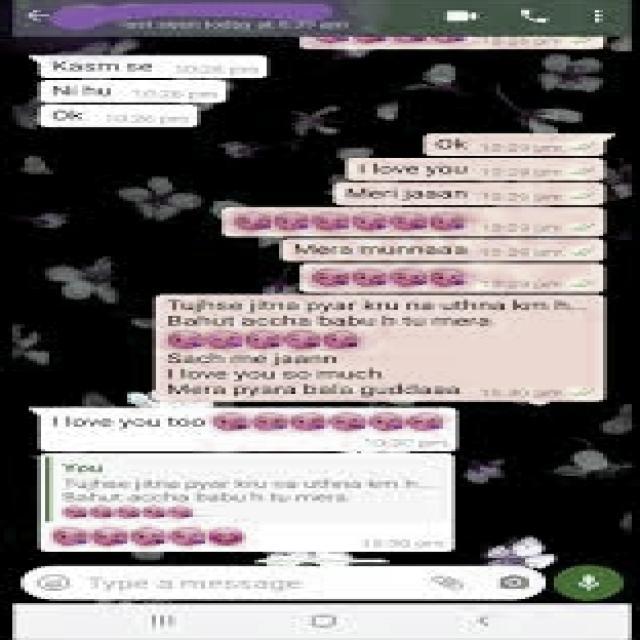 last seen today at
Kasm se 10:28 pm
Ni hu 10:28 pm
Ok 10:28 pm
Ok 10:29 pm
I love you 10:29 pm
Meri jaaan 10:29 pm
10:29 pm
Mera munnaaa 10:29 pm
10:29 pm
Tujhse jitna pyar kru na uthna km h...
Bahut accha babu h tu mera
Sach me jaann
I love you so much
Mera pyara bala guddaaa 10:30 pm
I love you too
10:30 pm
You
Tujhse jitna pyar kru na uthna km h...
Bahut accha babu h tu mera
10:30 pm
Type a message